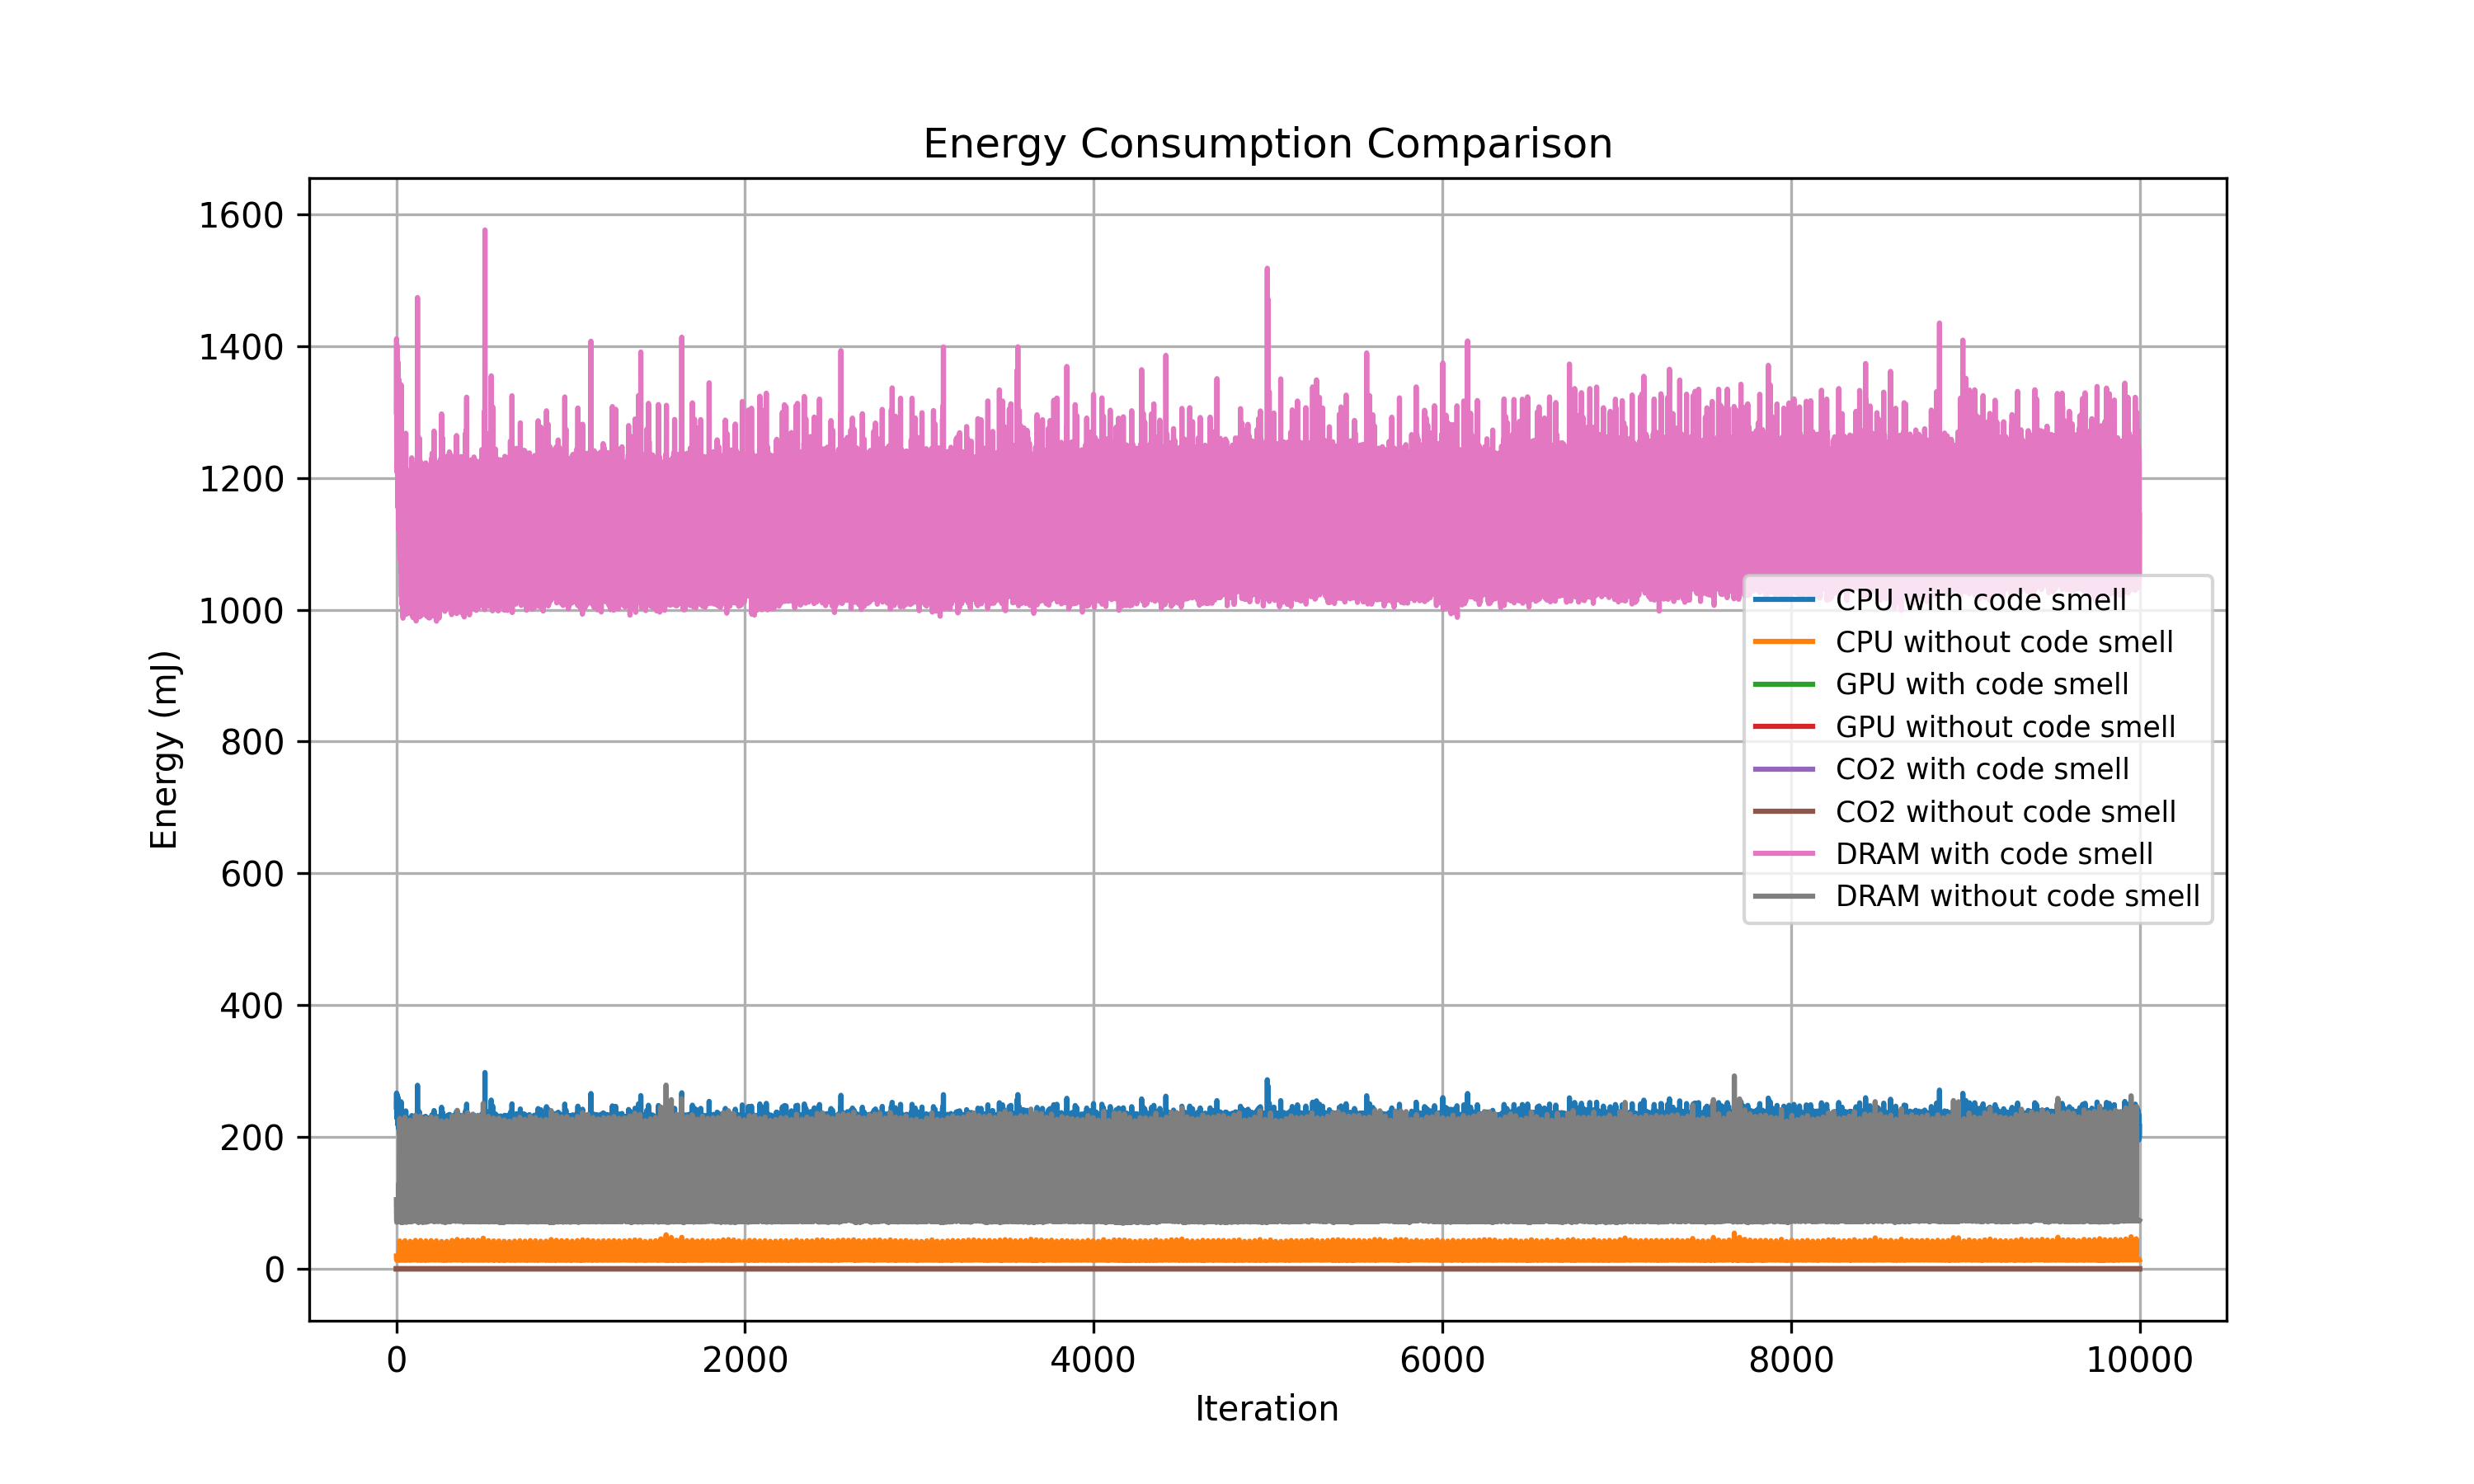 Energy Consumption Comparison
1600
1400
1200
1000
800
600
400
200
0
Energy (mJ)
CPU with code smell
CPU without code smell
GPU with code smell
GPU without code smell
CO2 with code smell
CO2 without code smell
DRAM with code smell
DRAM without code smell
0 2000 4000 6000 8000 10000
Iteration